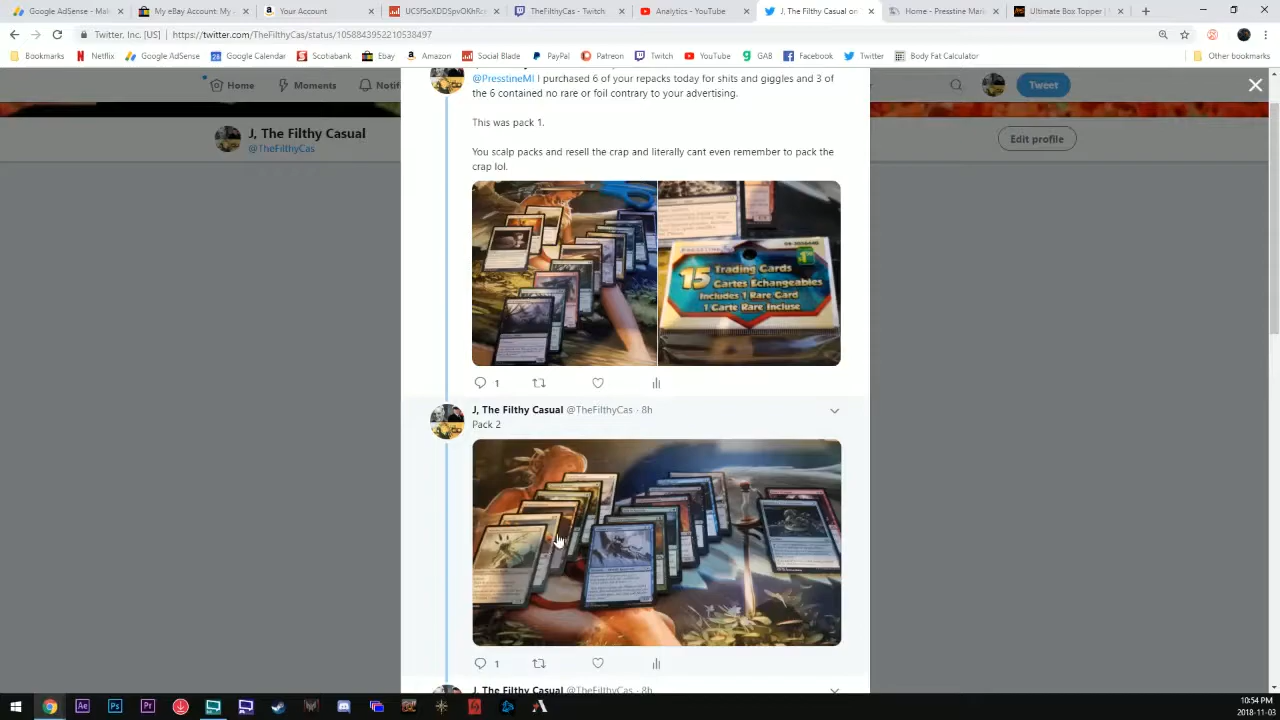 Google AdSense - Mak
My eBay Account: My
Your Account
UCSf5oXDDSpvOKhRc
TheFilthyCas - Twitch
Analytics - YouTube
J, The Filthy Casual on
Home - Presstine Mar
Ultimate Box Topper |
Twitter, Inc. [US] | https://twitter.com/TheFilthyCas/status/1058843952210538497
Bookmarks
Netflix
Google AdSense
Google Calendar
Scotiabank
Ebay
Amazon
Social Blade
PayPal
Patreon
Twitch
YouTube
GAB
Facebook
Twitter
Body Fat Calculator
Other bookmarks
Home
Moments
Notifi
Tweet
J, The Filthy Casual
@TheFilthyCas
Edit profile
@PresstineMI I purchased 6 of your repacks today for shits and giggles and 3 of
the 6 contained no rare or foil contrary to your advertising.
This was pack 1.
You scalp packs and resell the crap and literally cant even remember to pack the
crap lol.
15 Trading Cards
Cartes Echangeables
Includes 1 Rare Card
1 Carte Rare Incluse
1
J, The Filthy Casual @TheFilthyCas · 8h
Pack 2
1
J, The Filthy Casual @TheFilthyCas · 8h
10:54 PM
2018-11-03